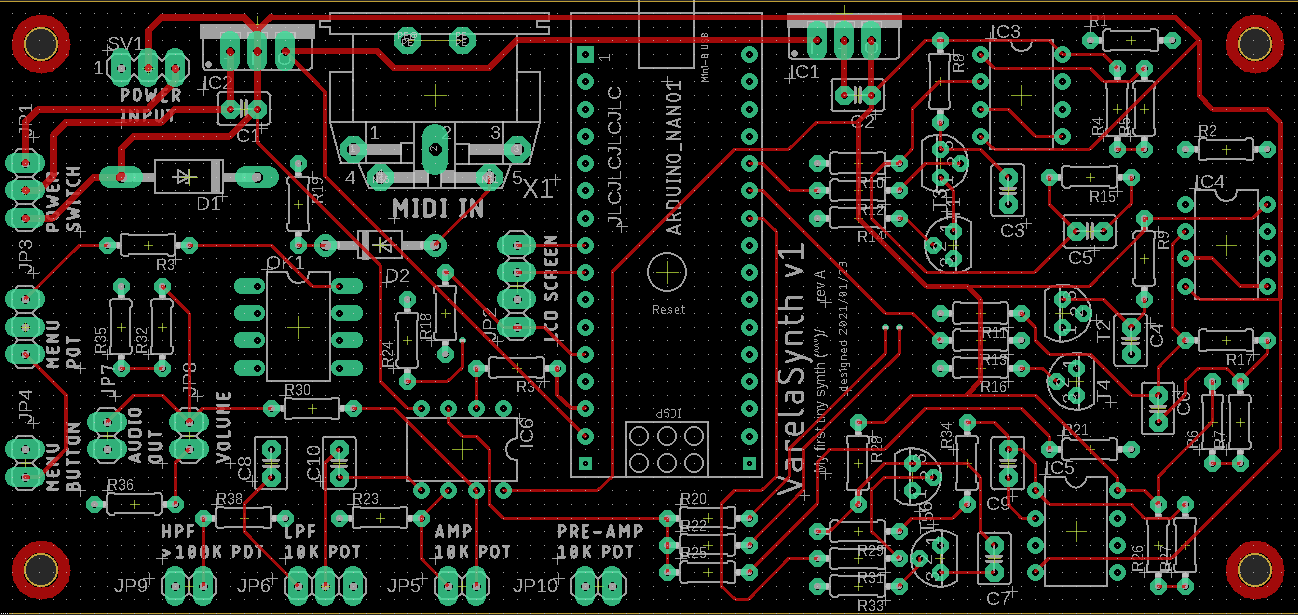 SV1
1
POWER
INPUT
IC2
C1
JP1
POWER
SWITCH
D1
R19
1
2
3
4
5
X1
MIDI IN
1
JLCJLCJLCJLC
ARDUINO_NANO1
Mini-B USB
Reset
ICSP
IC1
C2
R8
IC3
R1
R4
R5
R2
R10
R12
R14
T3
T1
C3
R15
C5
R9
IC4
JP3
MENU
POT
R3
OK1
D2
R35
R32
R24
R18
JP2
LCD SCREEN
R37
VarelaSynth v1
My first tiny synth (^^)/
rev A
designed 2021/01/23
R11
R13
R16
T2
C4
T4
R17
C6
R6
R7
JP4
MENU
BUTTON
JP7
AUDIO
OUT
JP8
VOLUME
R30
C8
C10
IC6
R28
R34
R21
C9
IC5
R36
R38
R23
R20
R22
R25
R29
R31
R33
C7
R26
R27
HPF
>100K POT
LPF
10K POT
AMP
10K POT
PRE-AMP
10K POT
JP9
JP6
JP5
JP10